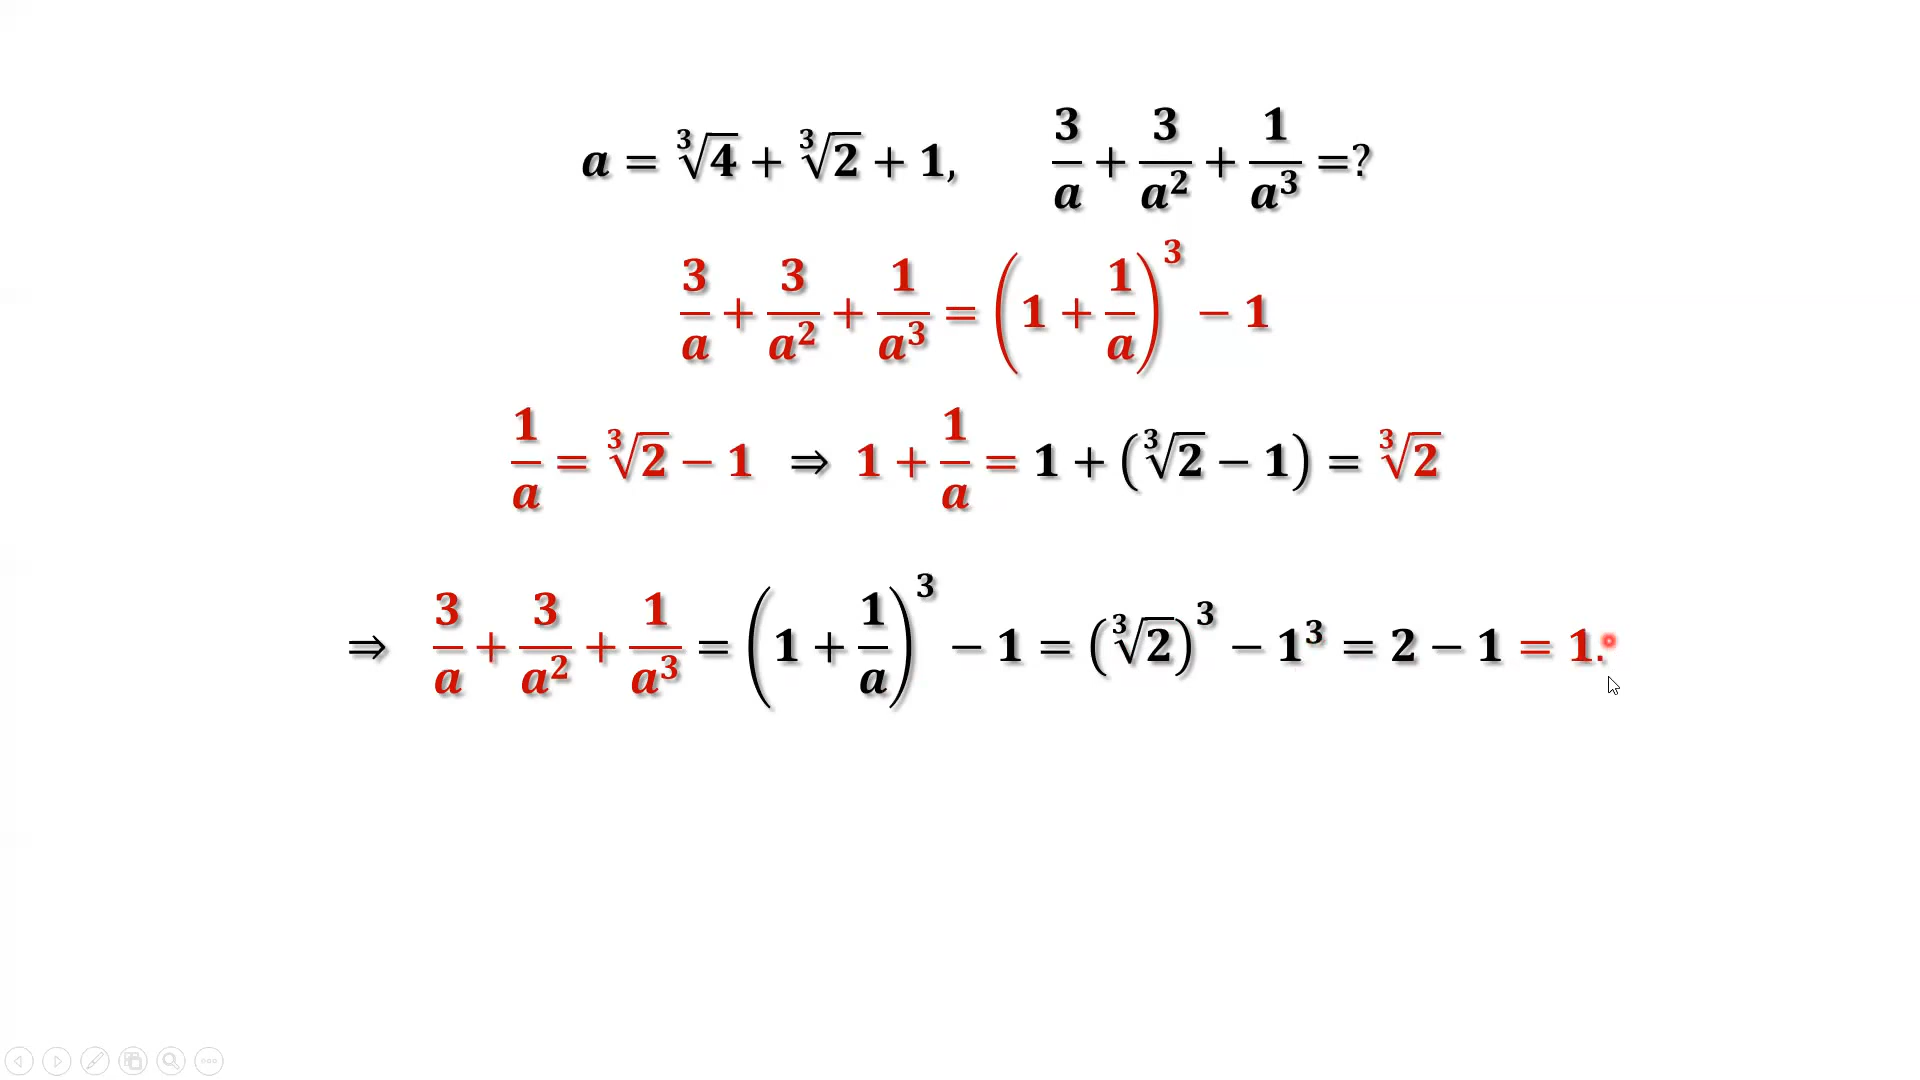 a = ∛4 + ∛2 + 1, 3/a + 3/a² + 1/a³ =?
3/a + 3/a² + 1/a³ = (1 + 1/a)³ − 1
1/a = ∛2 − 1 ⇒ 1 + 1/a = 1 + (∛2 − 1) = ∛2
⇒ 3/a + 3/a² + 1/a³ = (1 + 1/a)³ − 1 = (∛2)³ − 1³ = 2 − 1 = 1.